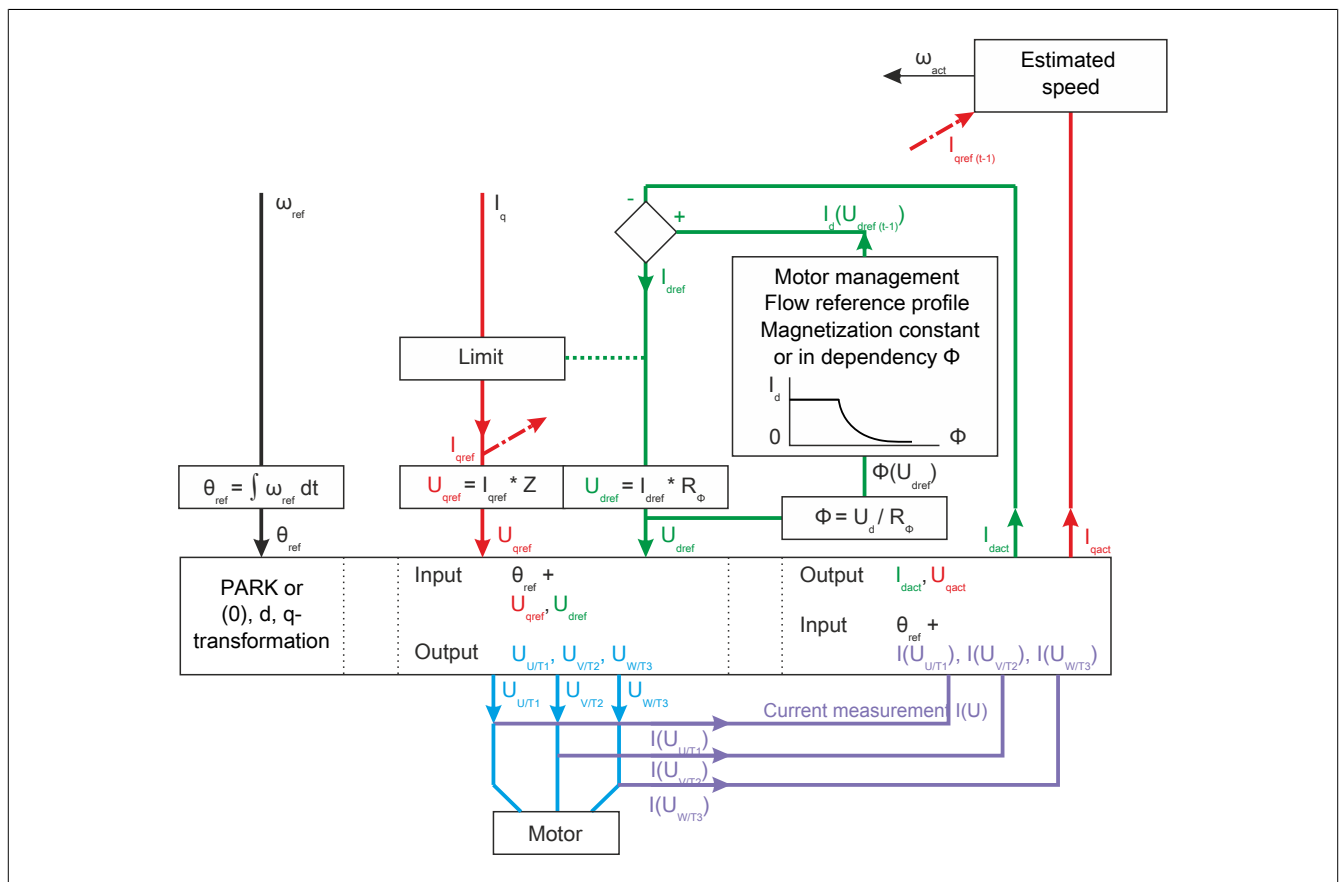 Estimated
speed
ω_act
I_qref (t-1)
ω_ref
I_q
-
+
I_d(U_dref (t-1))
I_dref
Motor management
Flow reference profile
Magnetization constant
or in dependency Φ
I_d
0
Φ
Limit
I_qref
Φ(U_dref)
θ_ref = ∫ ω_ref dt
U_qref = I_qref * Z
U_dref = I_dref * R_Φ
Φ = U_d / R_Φ
θ_ref
U_qref
U_dref
I_dact
I_qact
PARK or
(0), d, q-
transformation
Input θ_ref +
U_qref, U_dref
Output U_U/T1, U_V/T2, U_W/T3
Output I_dact, U_qact
Input θ_ref +
I(U_U/T1), I(U_V/T2), I(U_W/T3)
U_U/T1
U_V/T2
U_W/T3
Current measurement I(U)
I(U_U/T1)
I(U_V/T2)
I(U_W/T3)
Motor